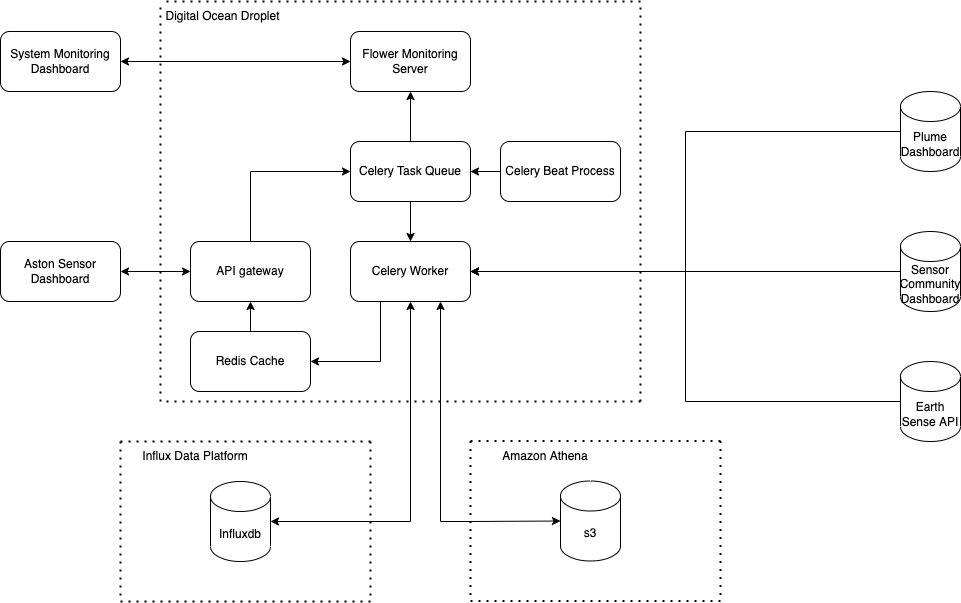 Digital Ocean Droplet
System Monitoring
Dashboard
Flower Monitoring
Server
Plume
Dashboard
Celery Task Queue
Celery Beat Process
Aston Sensor
Dashboard
API gateway
Celery Worker
Sensor
Community
Dashboard
Redis Cache
Earth
Sense API
Influx Data Platform
Amazon Athena
Influxdb
s3